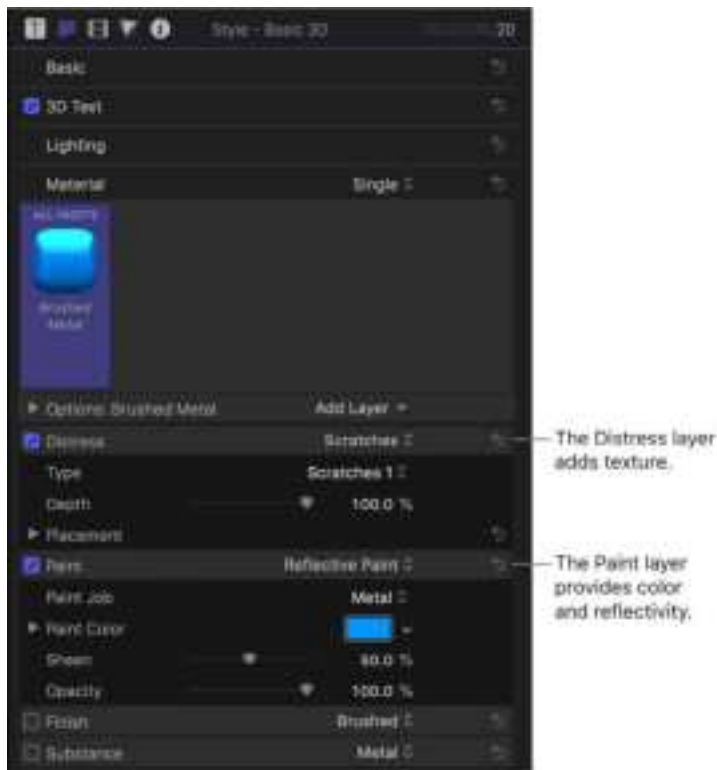 Style - Basic 3D 20
Basic
3D Text
Lighting
Material Single
ALL FACETS
Brushed
Metal
Options: Brushed Metal Add Layer
Distress Scratches
The Distress layer
adds texture.
Type Scratches 1
Depth 100.0 %
Placement
Paint Reflective Paint
The Paint layer
provides color
and reflectivity.
Paint Job Metal
Paint Color
Sheen 50.0 %
Opacity 100.0 %
Finish Brushed
Substance Metal